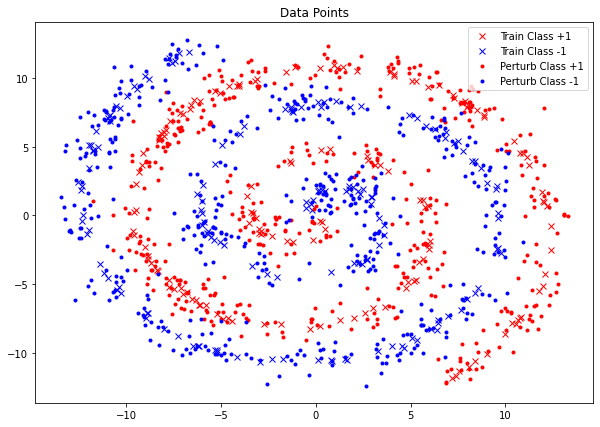 Data Points
Train Class +1
Train Class -1
Perturb Class +1
Perturb Class -1
10
5
0
−5
−10
−10
−5
0
5
10